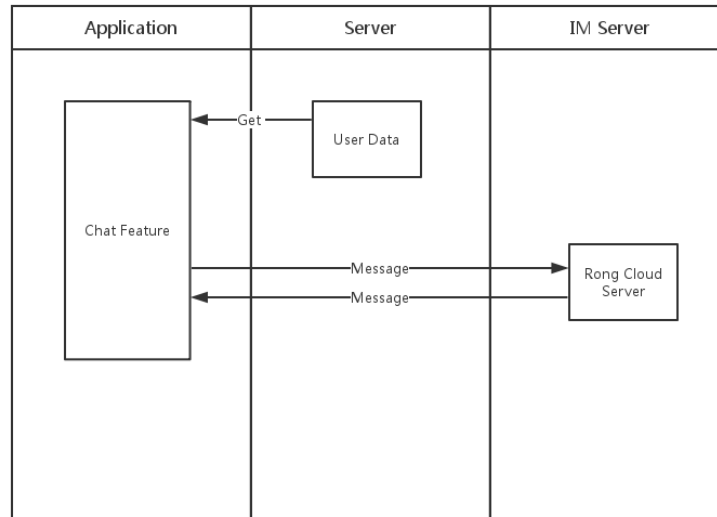 Application
Server
IM Server
Get
User Data
Chat Feature
Message
Rong Cloud
Server
Message